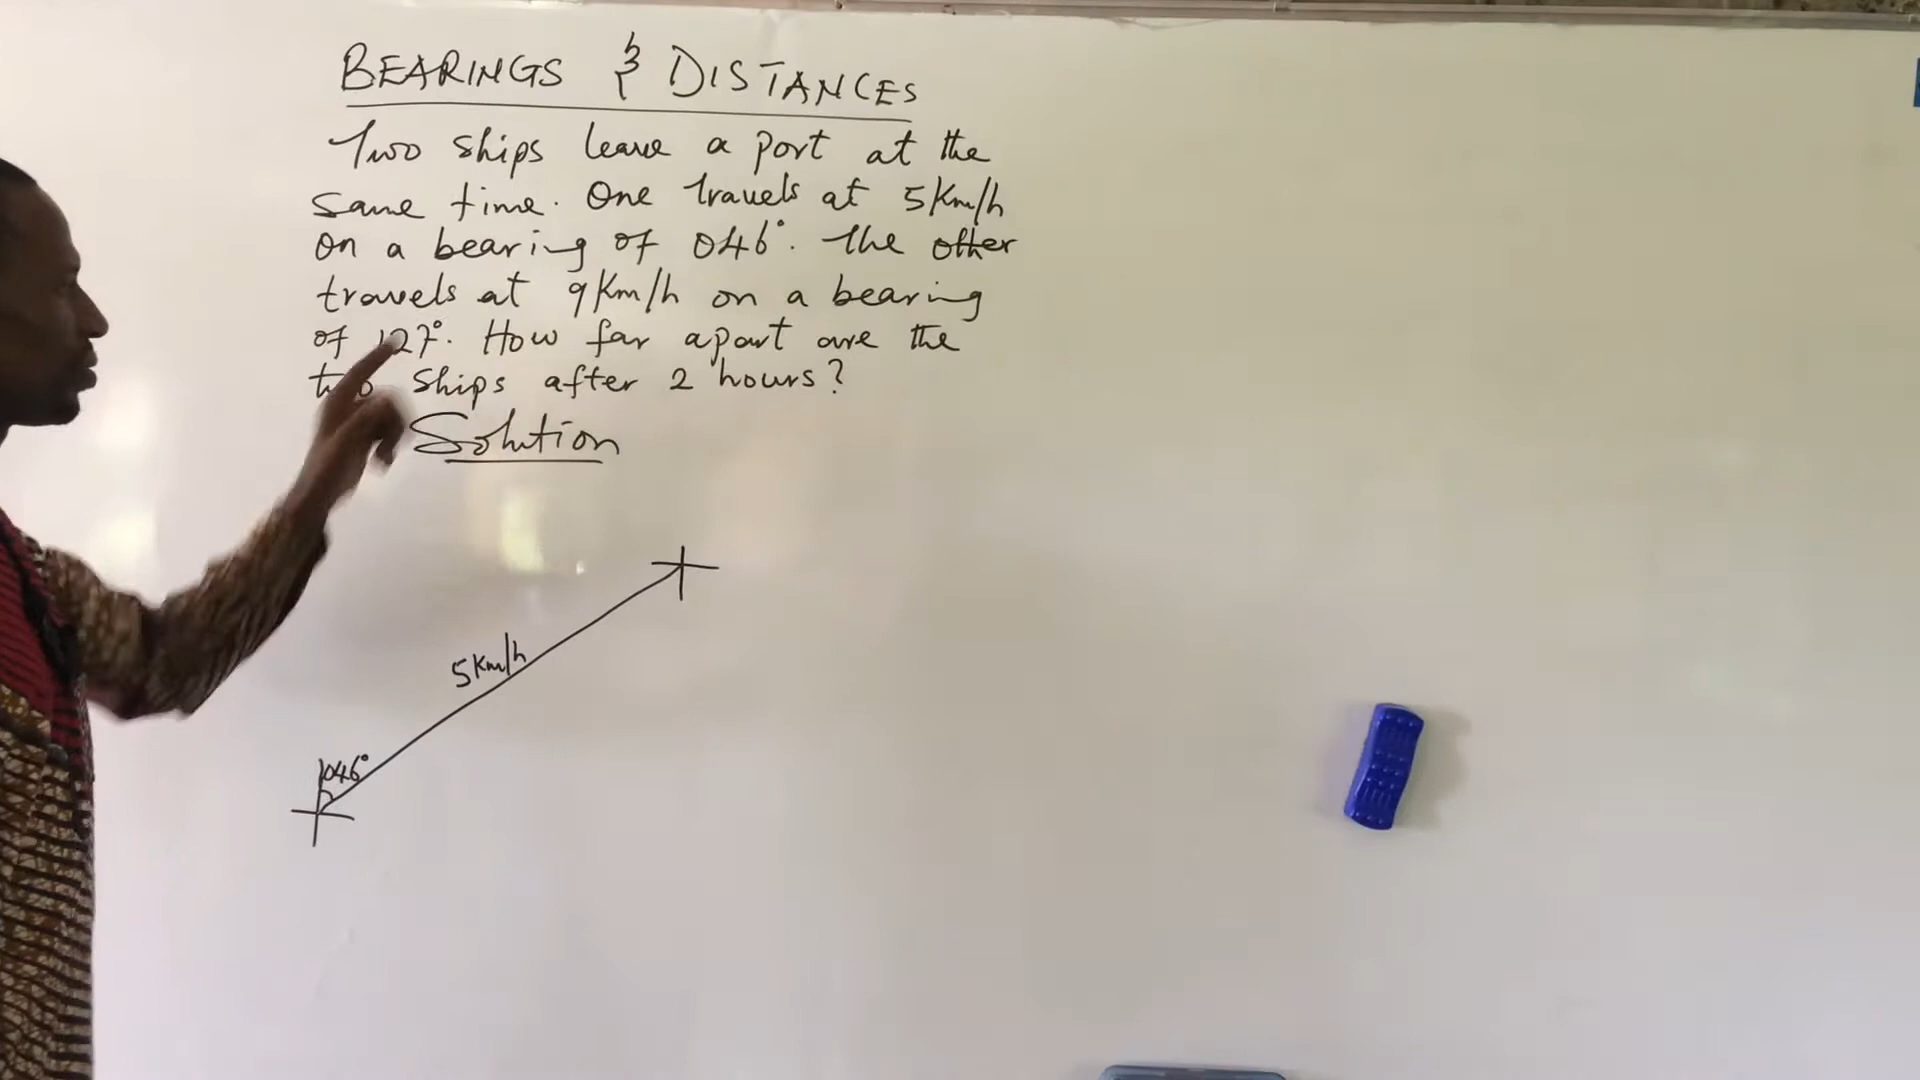 BEARINGS & DISTANCES
Two ships leave a port at the
same time. One travels at 5Km/h
on a bearing of 046°. The other
travels at 9Km/h on a bearing
of 127°. How far apart are the
two ships after 2 hours?
Solution
5Km/h
046°